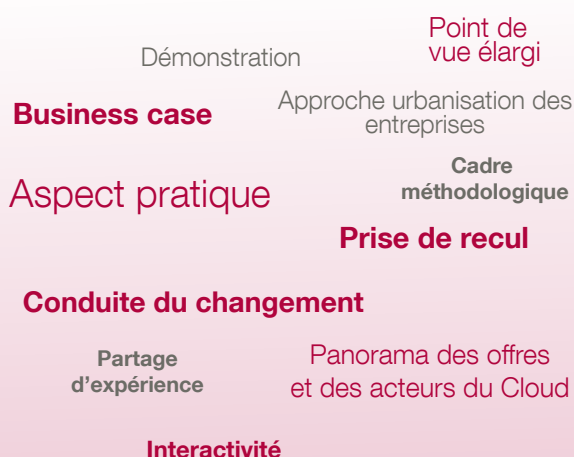 Point de
vue élargi
Démonstration
Business case
Approche urbanisation des
entreprises
Cadre
méthodologique
Aspect pratique
Prise de recul
Conduite du changement
Partage
d'expérience
Panorama des offres
et des acteurs du Cloud
Interactivité